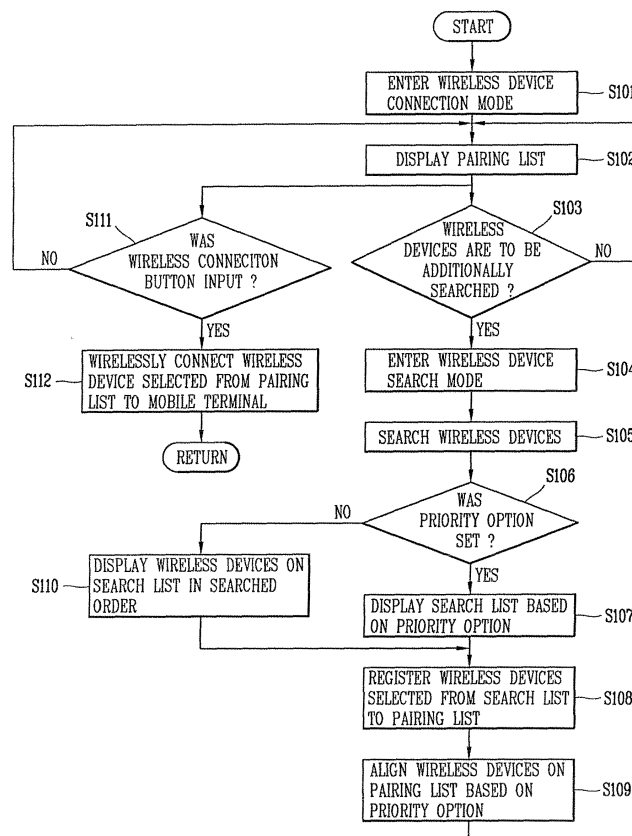 START
ENTER WIRELESS DEVICE
CONNECTION MODE
S101
DISPLAY PAIRING LIST
S102
S111
WAS
WIRELESS CONNECITON
BUTTON INPUT ?
NO
YES
S103
WIRELESS
DEVICES ARE TO BE
ADDITIONALLY
SEARCHED ?
NO
YES
S112
WIRELESSLY CONNECT WIRELESS
DEVICE SELECTED FROM PAIRING
LIST TO MOBILE TERMINAL
RETURN
ENTER WIRELESS DEVICE
SEARCH MODE
S104
SEARCH WIRELESS DEVICES
S105
S106
WAS
PRIORITY OPTION
SET ?
NO
YES
S110
DISPLAY WIRELESS DEVICES ON
SEARCH LIST IN SEARCHED
ORDER
DISPLAY SEARCH LIST BASED
ON PRIORITY OPTION
S107
REGISTER WIRELESS DEVICES
SELECTED FROM SEARCH LIST
TO PAIRING LIST
S108
ALIGN WIRELESS DEVICES ON
PAIRING LIST BASED ON
PRIORITY OPTION
S109